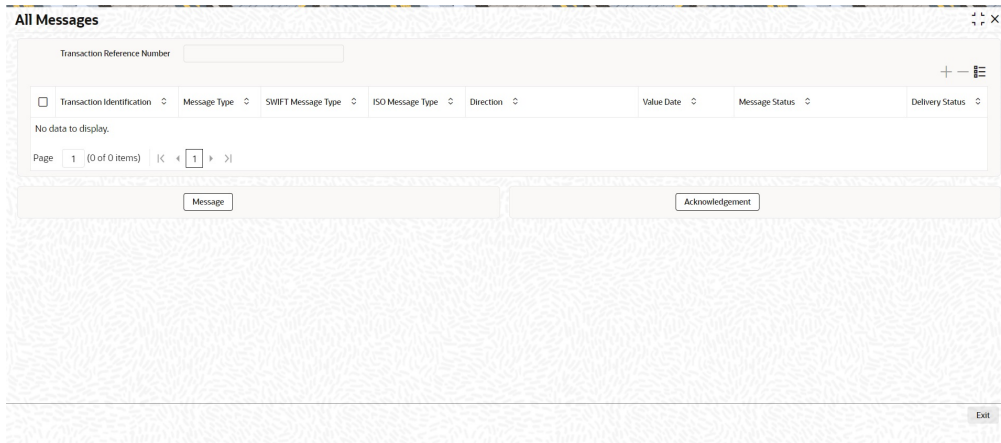 All Messages
Transaction Reference Number
Transaction Identification Message Type SWIFT Message Type ISO Message Type Direction Value Date Message Status Delivery Status
No data to display.
Page 1 (0 of 0 items) 1
Message Acknowledgement
Exit